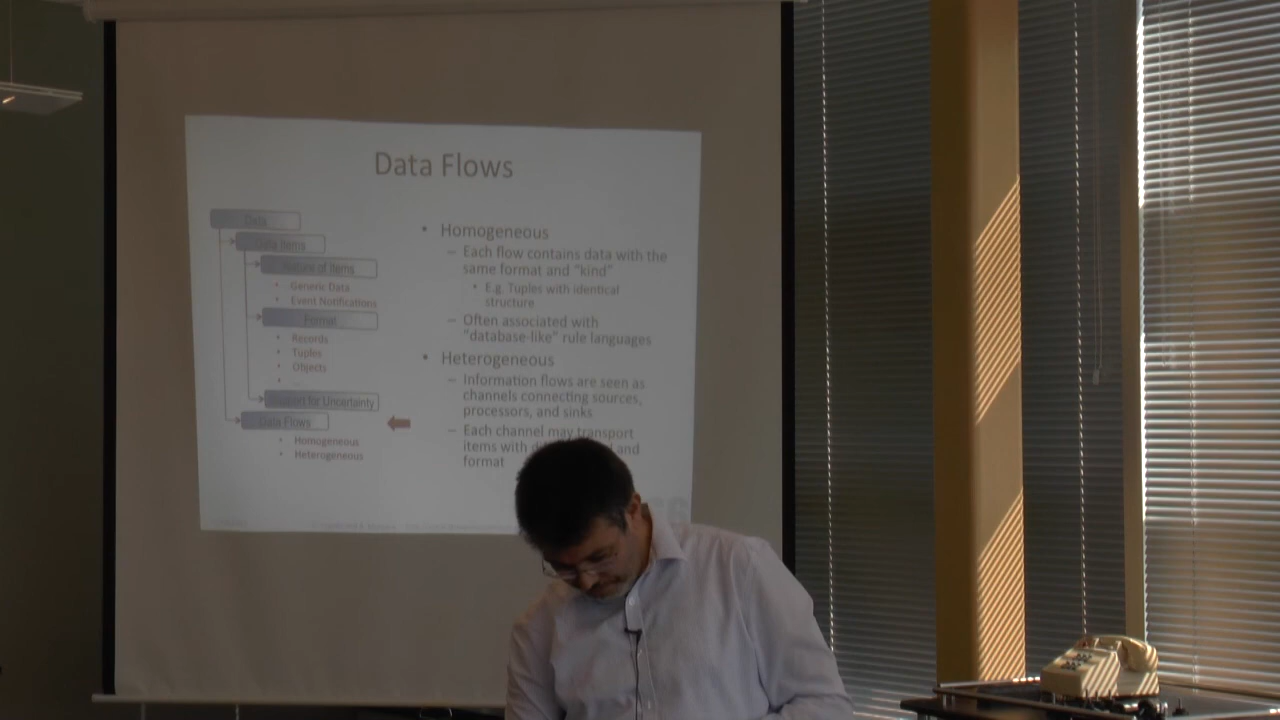 Data Flows
Data
Data Items
Nature of Items
• Generic Data
• Event Notifications
Format
• Records
• Tuples
• Objects
•
Support for Uncertainty
Data Flows
• Homogeneous
• Heterogeneous
• Homogeneous
– Each flow contains data with the
same format and “kind”
• E.g. Tuples with identical
structure
– Often associated with
“database-like” rule languages
• Heterogeneous
– Information flows are seen as
channels connecting sources,
processors, and sinks
– Each channel may transport
items with and
format